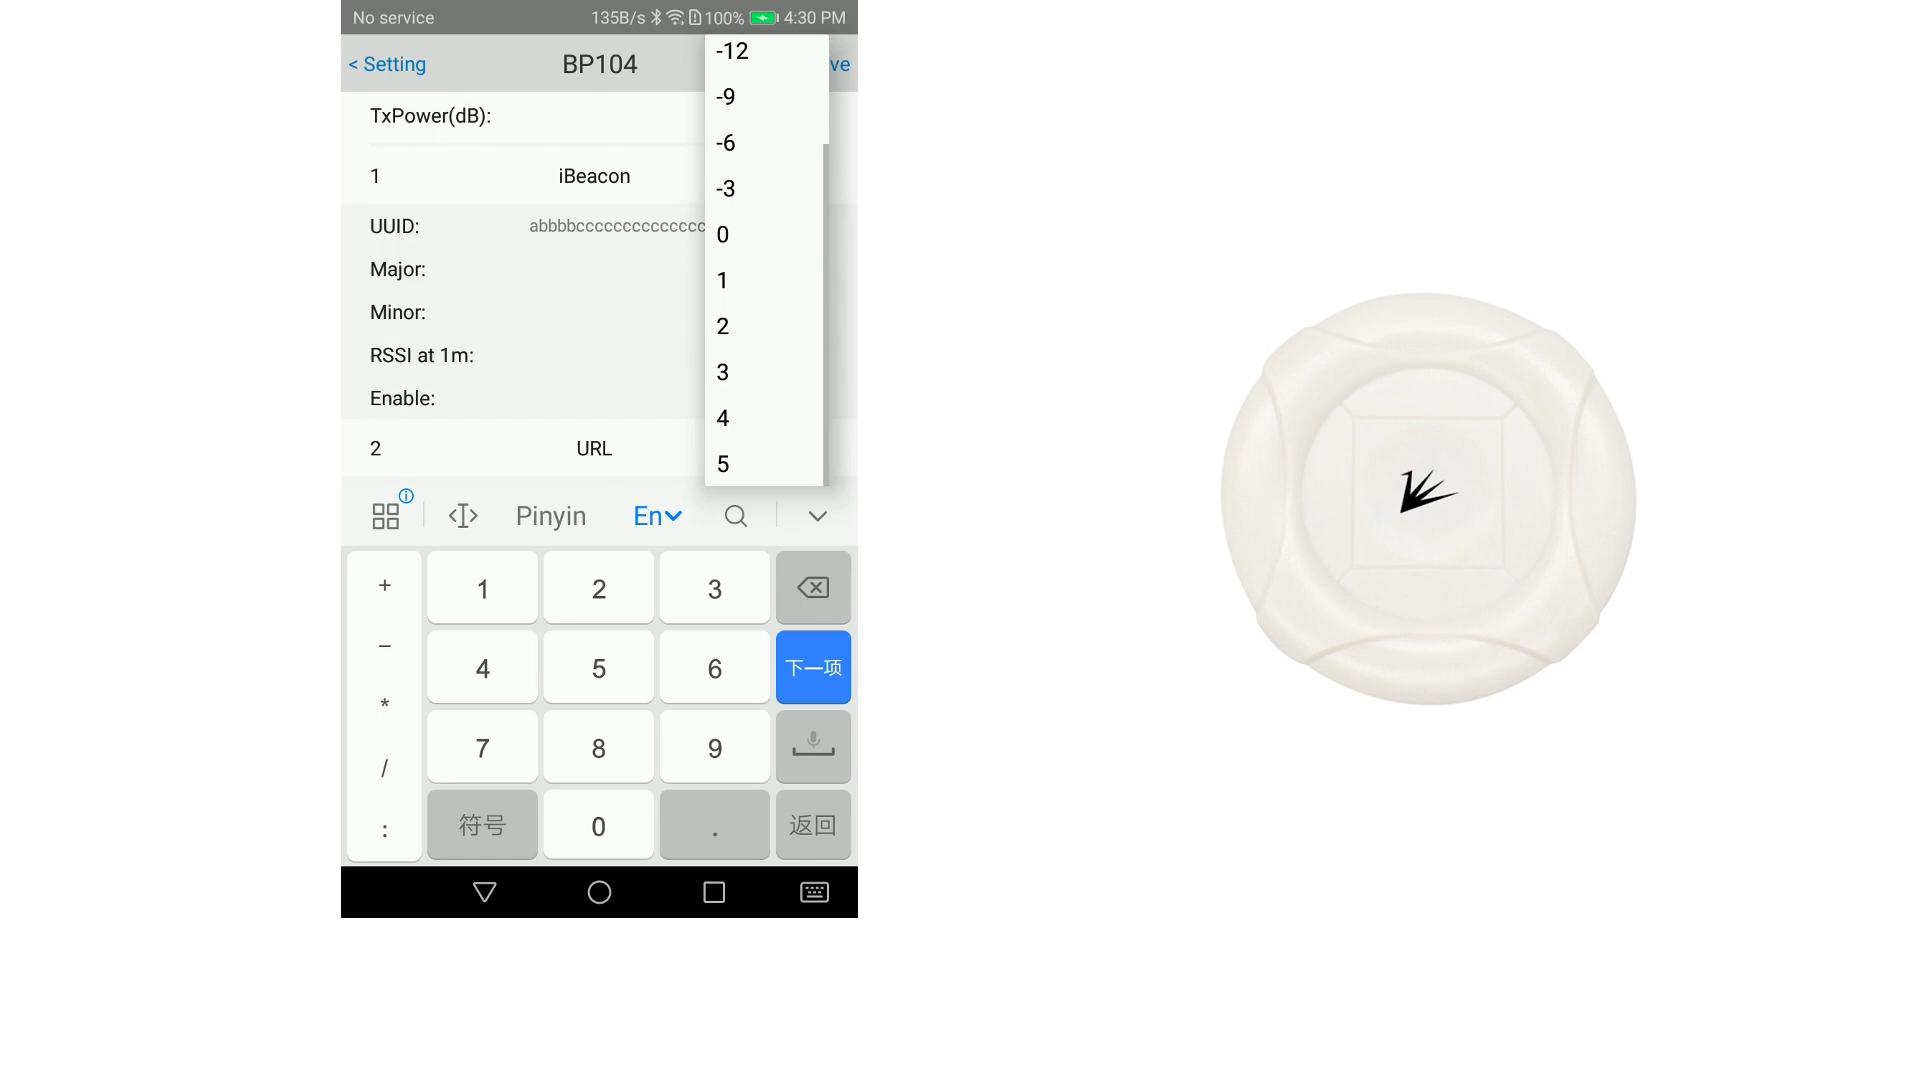 No service 135B/s 100% 4:30 PM
< Setting BP104 ve
TxPower(dB):
1 iBeacon
UUID: abbbbcccccccccccccc
Major:
Minor:
RSSI at 1m:
Enable:
2 URL
-12
-9
-6
-3
0
1
2
3
4
5
Pinyin En
+ 1 2 3
− 4 5 6 下一项
* 7 8 9
/
: 符号 0 . 返回